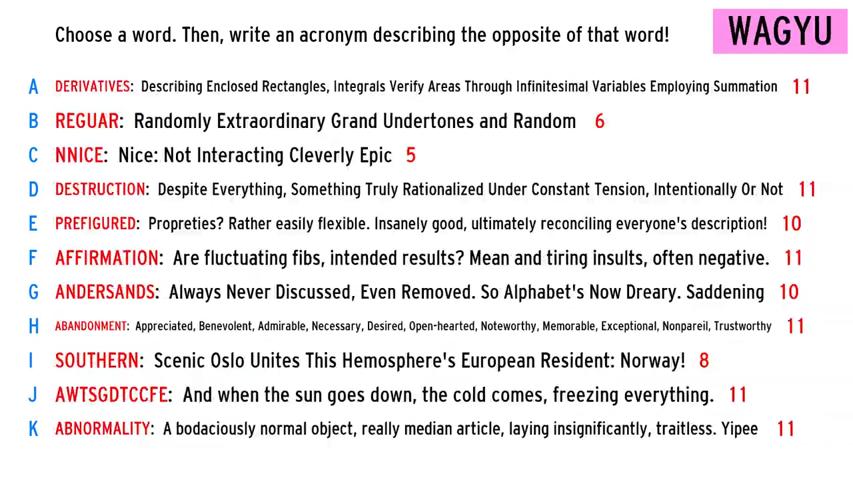 Choose a word. Then, write an acronym describing the opposite of that word!
WAGYU
A DERIVATIVES: Describing Enclosed Rectangles, Integrals Verify Areas Through Infinitesimal Variables Employing Summation 11
B REGUAR: Randomly Extraordinary Grand Undertones and Random 6
C NNICE: Nice: Not Interacting Cleverly Epic 5
D DESTRUCTION: Despite Everything, Something Truly Rationalized Under Constant Tension, Intentionally Or Not 11
E PREFIGURED: Propreties? Rather easily flexible. Insanely good, ultimately reconciling everyone's description! 10
F AFFIRMATION: Are fluctuating fibs, intended results? Mean and tiring insults, often negative. 11
G ANDERSANDS: Always Never Discussed, Even Removed. So Alphabet's Now Dreary. Saddening 10
H ABANDONMENT: Appreciated, Benevolent, Admirable, Necessary, Desired, Open-hearted, Noteworthy, Memorable, Exceptional, Nonpareil, Trustworthy 11
I SOUTHERN: Scenic Oslo Unites This Hemosphere's European Resident: Norway! 8
J AWTSGDTCCFE: And when the sun goes down, the cold comes, freezing everything. 11
K ABNORMALITY: A bodaciously normal object, really median article, laying insignificantly, traitless. Yipee 11